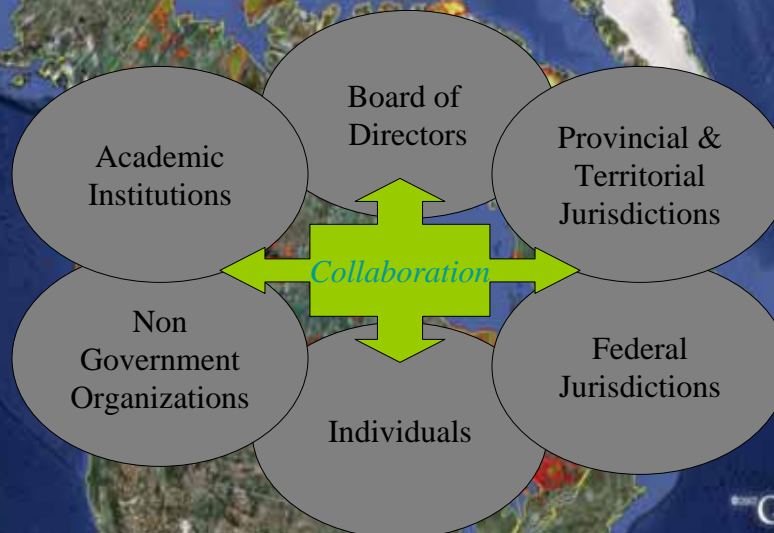 Board of
Directors
Academic
Institutions
Provincial &
Territorial
Jurisdictions
Collaboration
Non
Government
Organizations
Federal
Jurisdictions
Individuals